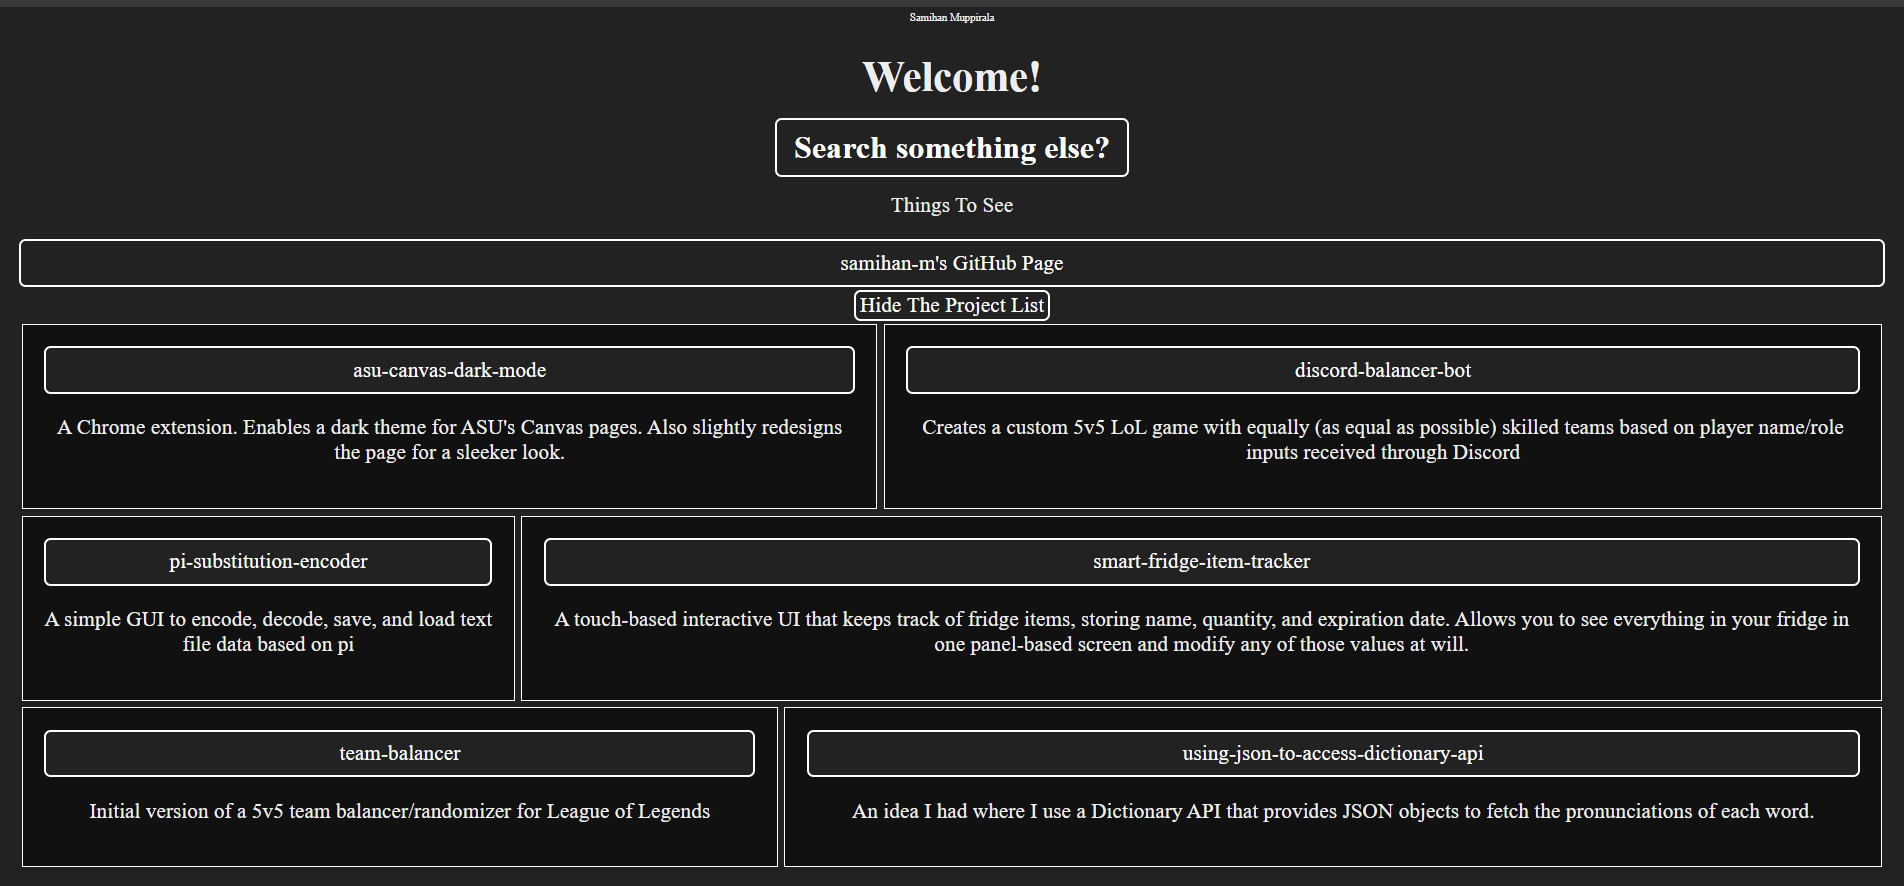 Samihan Muppirala
Welcome!
Search something else?
Things To See
samihan-m's GitHub Page
Hide The Project List
asu-canvas-dark-mode
A Chrome extension. Enables a dark theme for ASU's Canvas pages. Also slightly redesigns
the page for a sleeker look.
discord-balancer-bot
Creates a custom 5v5 LoL game with equally (as equal as possible) skilled teams based on player name/role
inputs received through Discord
pi-substitution-encoder
A simple GUI to encode, decode, save, and load text
file data based on pi
smart-fridge-item-tracker
A touch-based interactive UI that keeps track of fridge items, storing name, quantity, and expiration date. Allows you to see everything in your fridge in
one panel-based screen and modify any of those values at will.
team-balancer
Initial version of a 5v5 team balancer/randomizer for League of Legends
using-json-to-access-dictionary-api
An idea I had where I use a Dictionary API that provides JSON objects to fetch the pronunciations of each word.